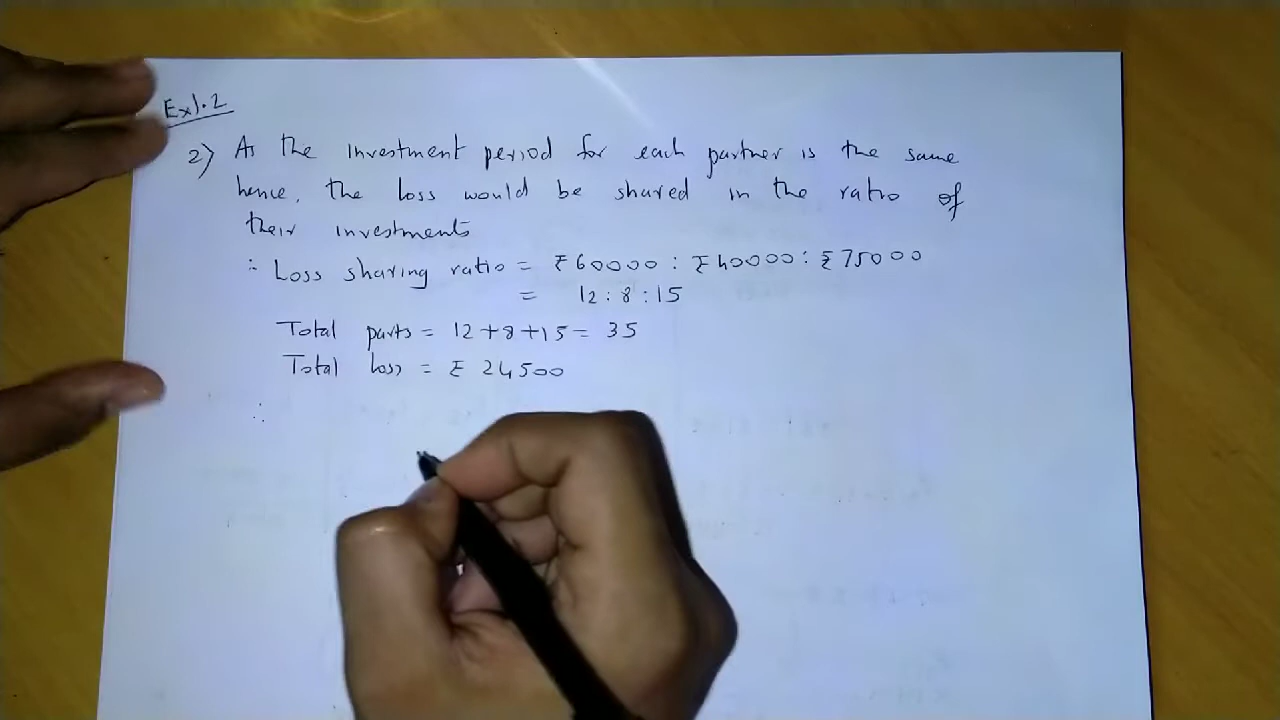 Ex1.2
2) As the investment period for each partner is the same
hence, the loss would be shared in the ratio of
their investments
∴ Loss sharing ratio = ₹60000 : ₹40000 : ₹75000
= 12 : 8 : 15
Total parts = 12 + 8 + 15 = 35
Total loss = ₹ 24500
∴